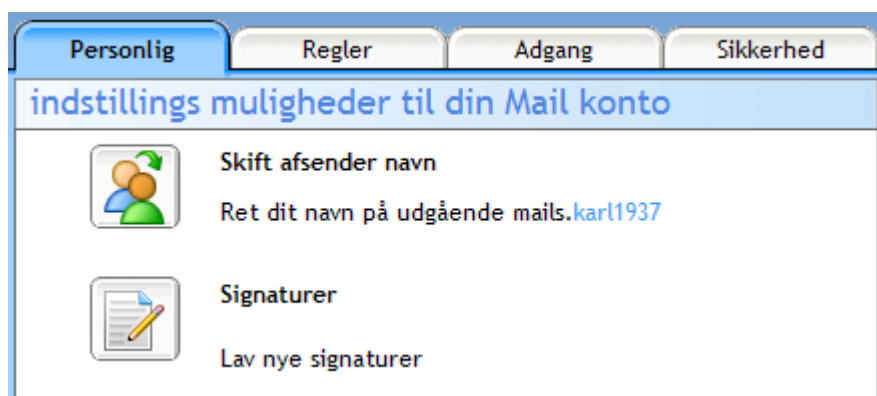 Personlig Regler Adgang Sikkerhed
indstillings muligheder til din Mail konto
Skift afsender navn
Ret dit navn på udgående mails.karl1937
Signaturer
Lav nye signaturer